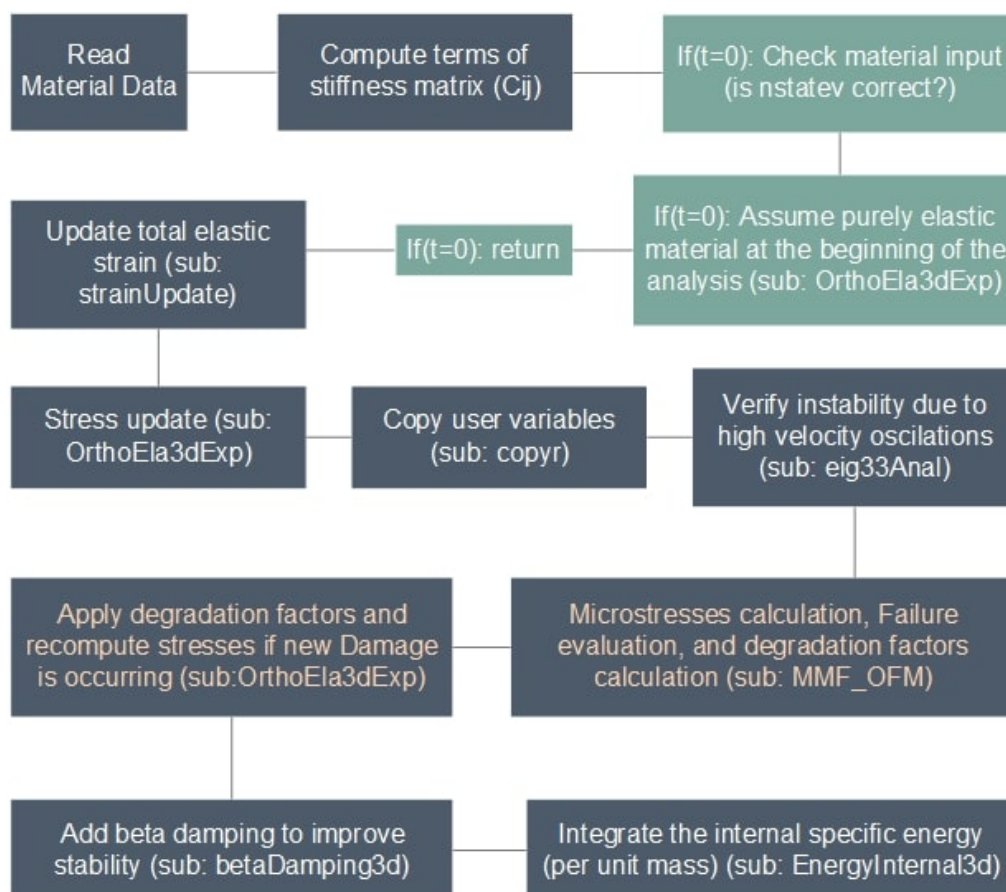 Read
Material Data
Compute terms of
stiffness matrix (Cij)
If(t=0): Check material input
(is nstatev correct?)
If(t=0): Assume purely elastic
material at the beginning of the
analysis (sub: OrthoEla3dExp)
If(t=0): return
Update total elastic
strain (sub:
strainUpdate)
Stress update (sub:
OrthoEla3dExp)
Copy user variables
(sub: copyr)
Verify instability due to
high velocity oscilations
(sub: eig33Anal)
Microstresses calculation, Failure
evaluation, and degradation factors
calculation (sub: MMF_OFM)
Apply degradation factors and
recompute stresses if new Damage
is occurring (sub:OrthoEla3dExp)
Add beta damping to improve
stability (sub: betaDamping3d)
Integrate the internal specific energy
(per unit mass) (sub: EnergyInternal3d)